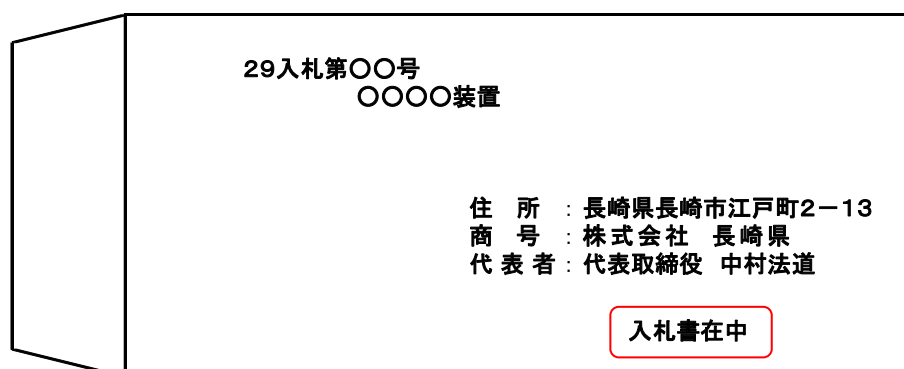 29入札第〇〇号
〇〇〇〇装置
住　所　：長崎県長崎市江戸町2－13
商　号　：株式会社　長崎県
代表者：代表取締役　中村法道
入札書在中